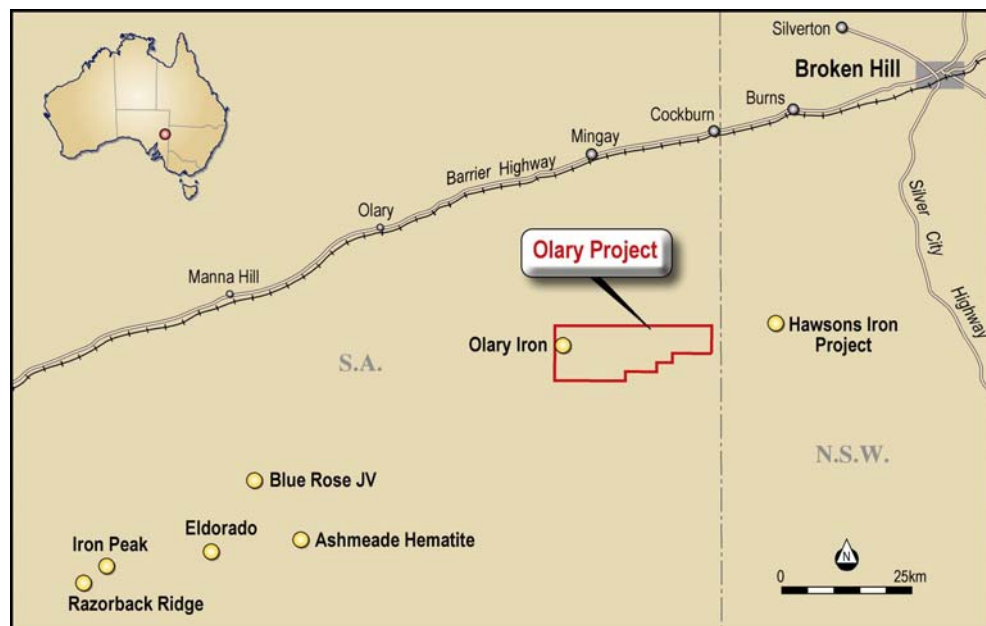 Silverton
Broken Hill
Burns
Cockburn
Mingay
Barrier Highway
Olary
Silver City Highway
Olary Project
Manna Hill
Olary Iron
Hawsons Iron
Project
S.A.
N.S.W.
Blue Rose JV
Eldorado
Ashmeade Hematite
Iron Peak
Razorback Ridge
N
0 25km